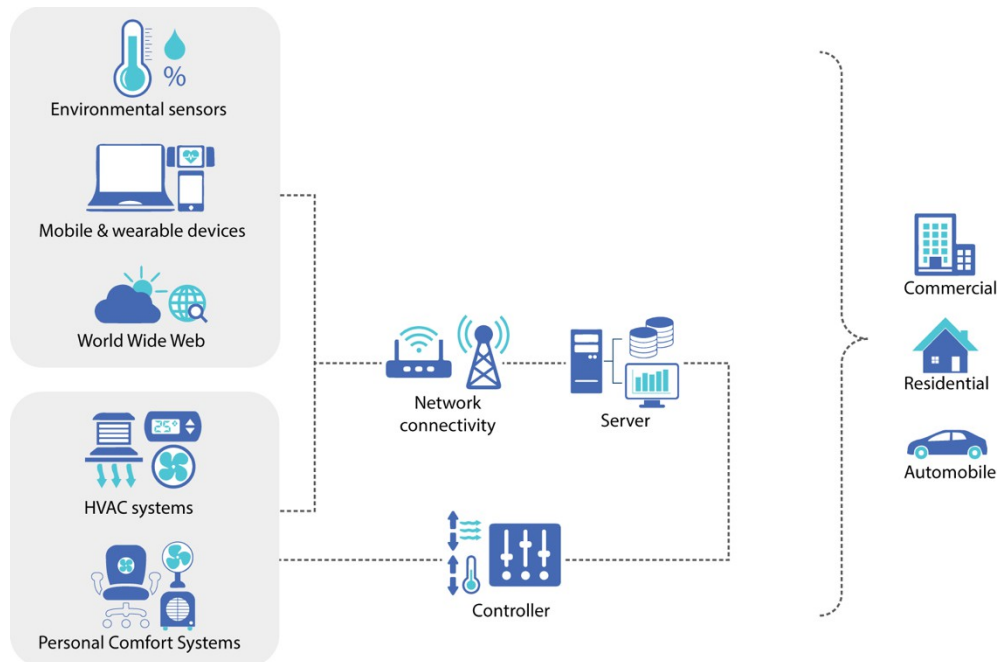 %
Environmental sensors
Mobile & wearable devices
World Wide Web
25°
HVAC systems
Personal Comfort Systems
Network
connectivity
Server
Controller
Commercial
Residential
Automobile